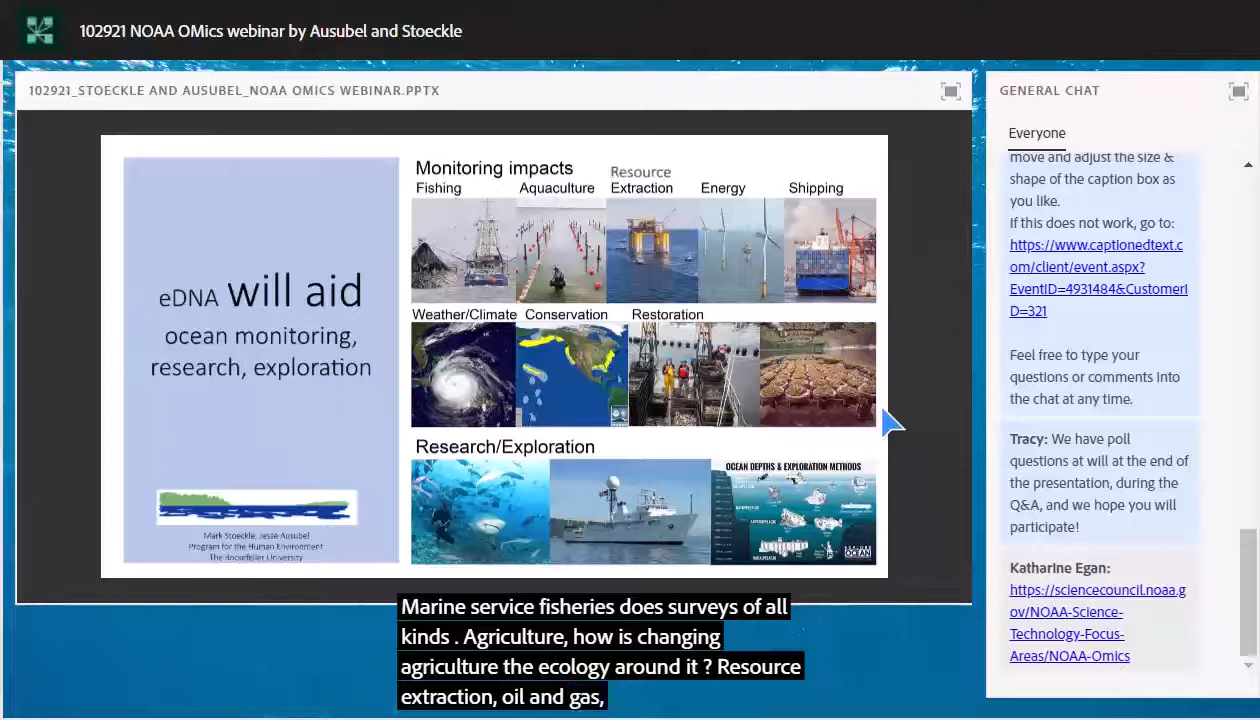 102921 NOAA OMics webinar by Ausubel and Stoeckle
102921_STOECKLE AND AUSUBEL_NOAA OMICS WEBINAR.PPTX
eDNA will aid
ocean monitoring,
research, exploration
Mark Stoeckle, Jesse Ausubel
Program for the Human Environment
The Rockefeller University
Monitoring impacts
Fishing
Aquaculture
Resource
Extraction
Energy
Shipping
Weather/Climate
Conservation
Restoration
Research/Exploration
OCEAN DEPTHS & EXPLORATION METHODS
Marine service fisheries does surveys of all
kinds . Agriculture, how is changing
agriculture the ecology around it ? Resource
extraction, oil and gas,
GENERAL CHAT
Everyone
move and adjust the size &
shape of the caption box as
you like.
If this does not work, go to:
https://www.captionedtext.c
om/client/event.aspx?
EventID=4931484&CustomerI
D=321
Feel free to type your
questions or comments into
the chat at any time.
Tracy: We have poll
questions at will at the end of
the presentation, during the
Q&A, and we hope you will
participate!
Katharine Egan:
https://sciencecouncil.noaa.g
ov/NOAA-Science-
Technology-Focus-
Areas/NOAA-Omics